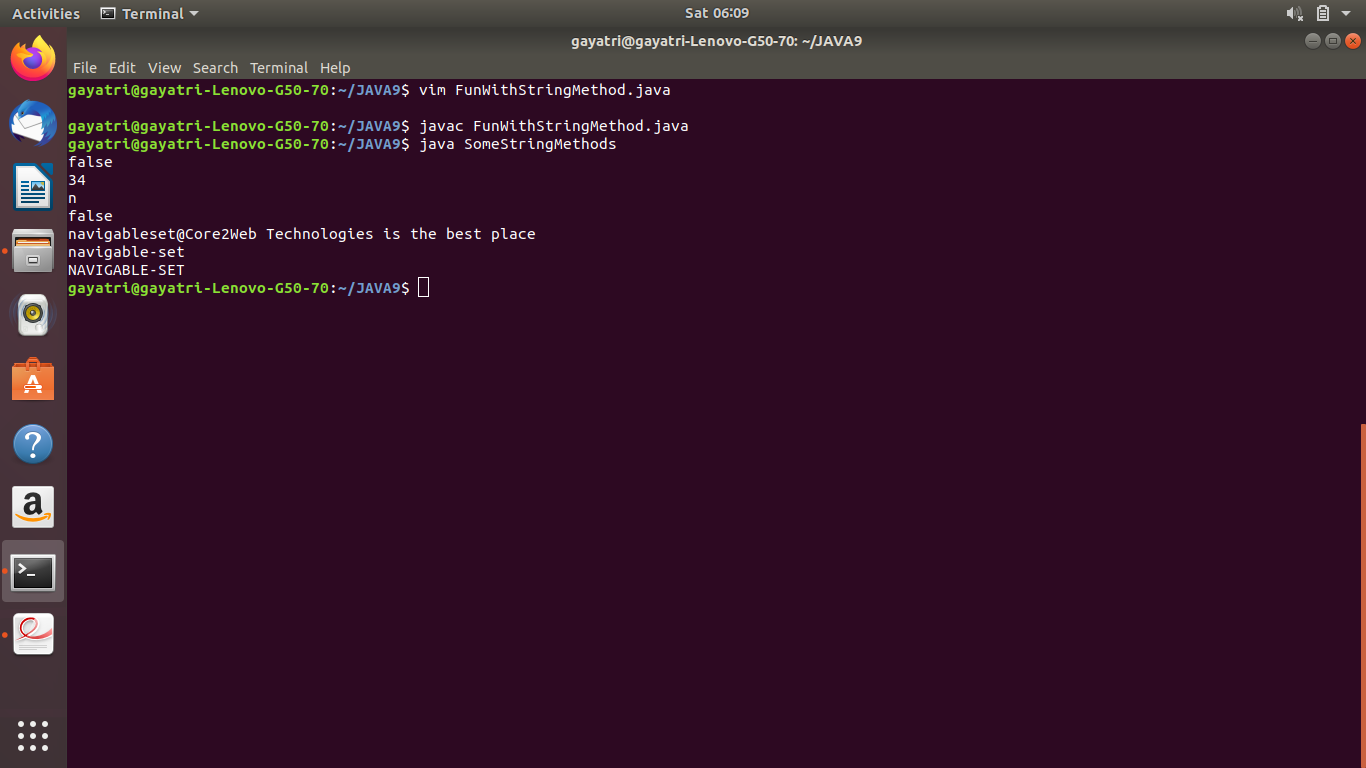 Activities Terminal Sat 06:09
gayatri@gayatri-Lenovo-G50-70: ~/JAVA9
File Edit View Search Terminal Help
gayatri@gayatri-Lenovo-G50-70:~/JAVA9$ vim FunWithStringMethod.java
gayatri@gayatri-Lenovo-G50-70:~/JAVA9$ javac FunWithStringMethod.java
gayatri@gayatri-Lenovo-G50-70:~/JAVA9$ java SomeStringMethods
false
34
n
false
navigableset@Core2Web Technologies is the best place
navigable-set
NAVIGABLE-SET
gayatri@gayatri-Lenovo-G50-70:~/JAVA9$